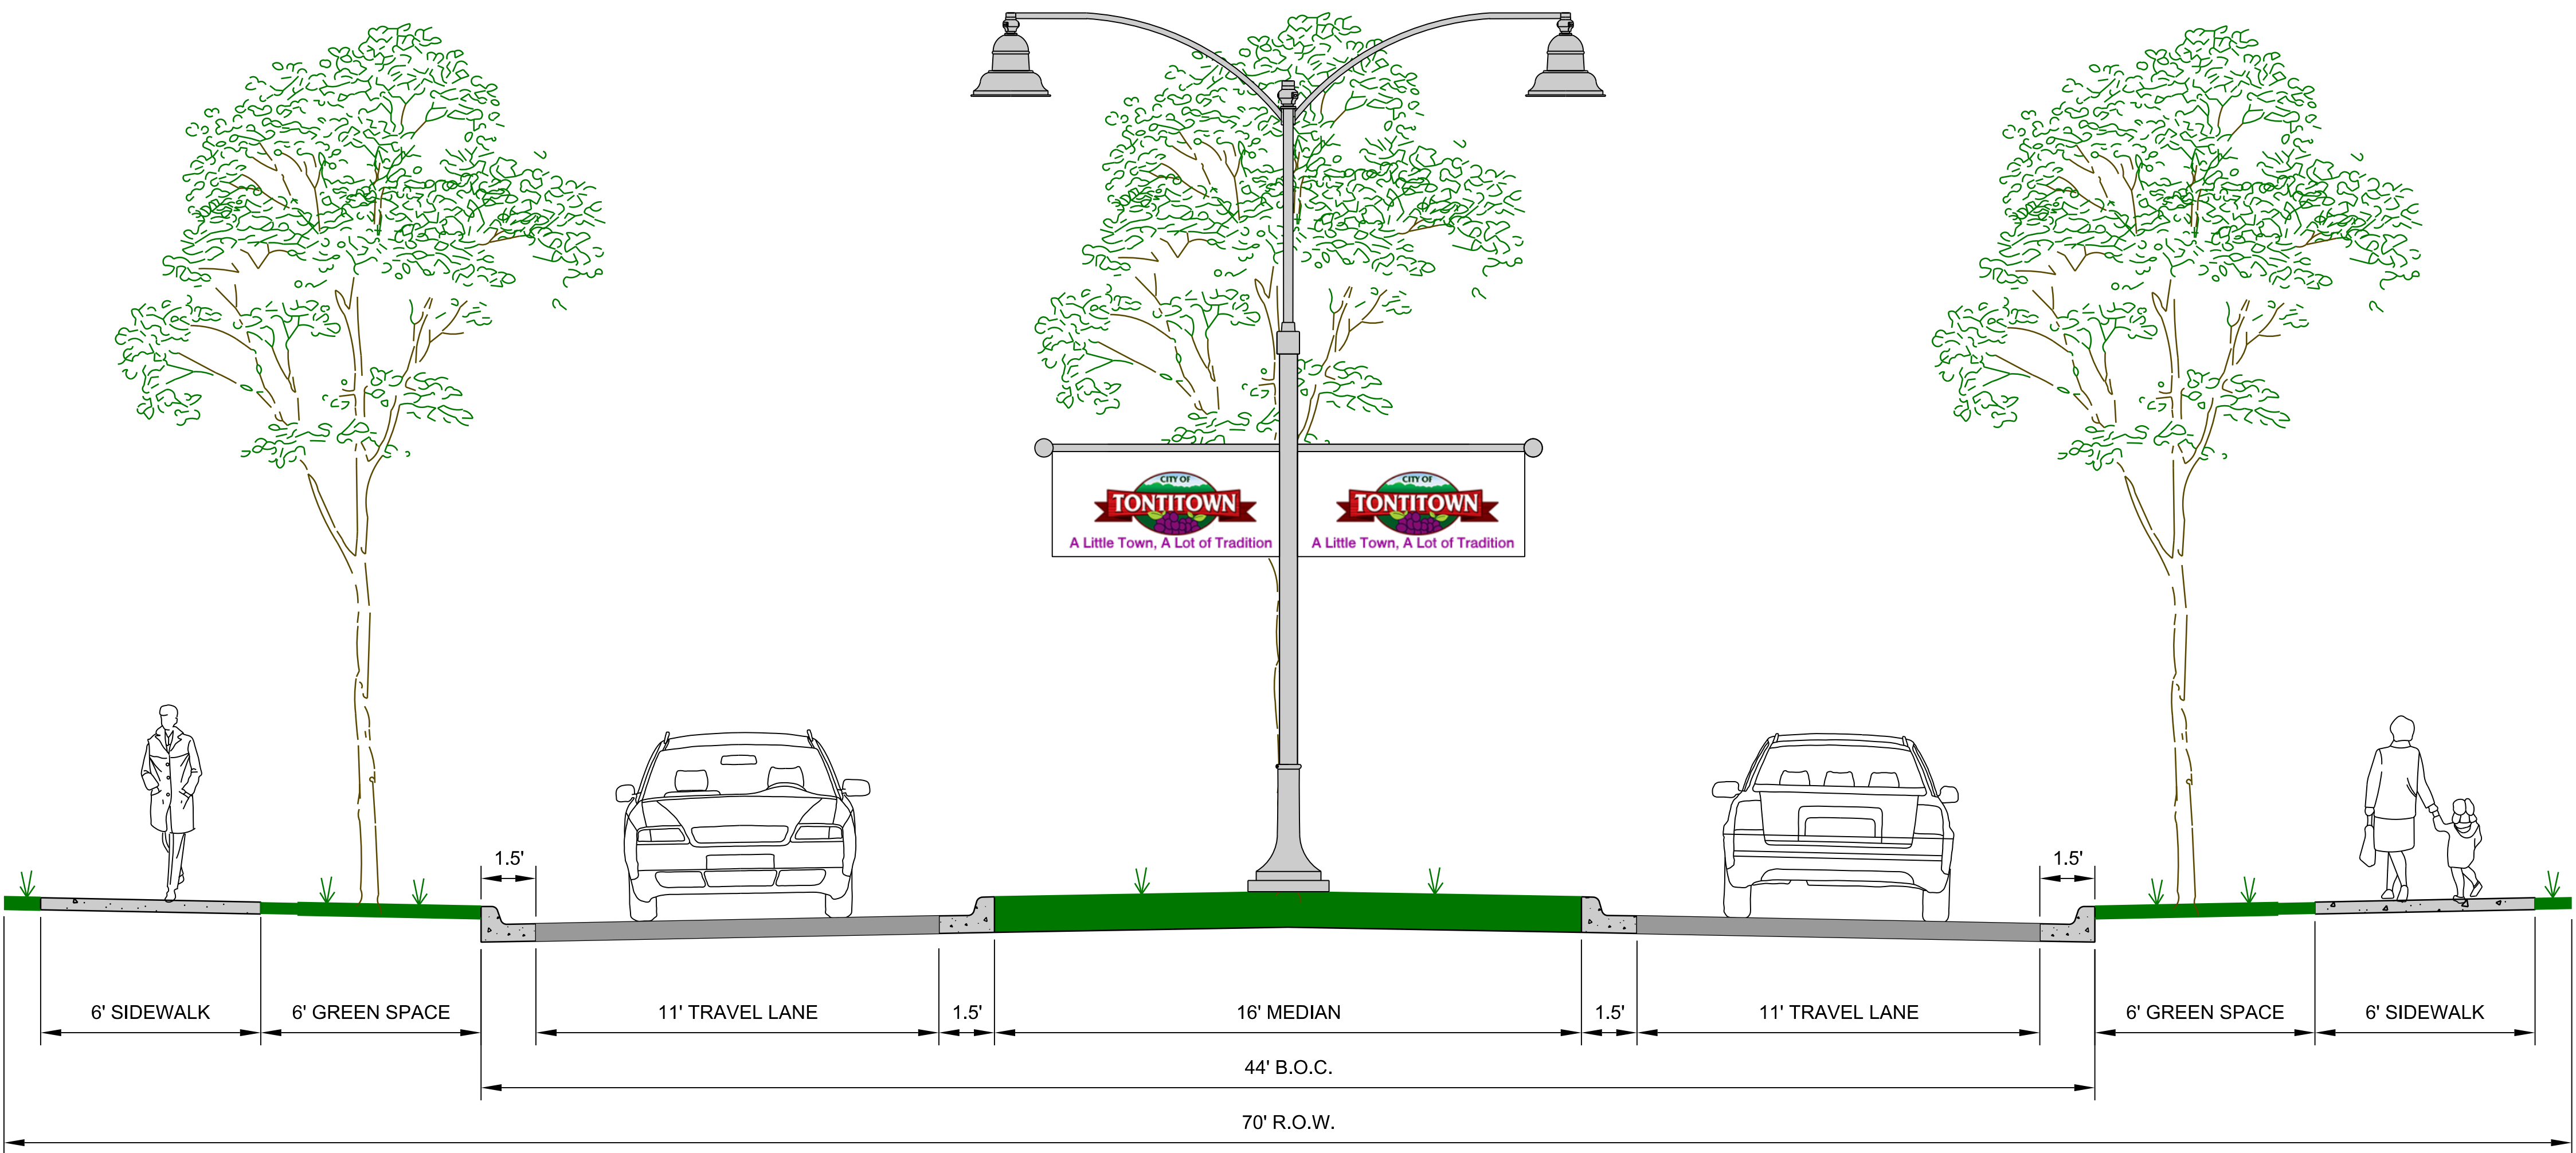 CITY OF
TONTITOWN
A Little Town, A Lot of Tradition
CITY OF
TONTITOWN
A Little Town, A Lot of Tradition
1.5'
1.5'
6' SIDEWALK
6' GREEN SPACE
11' TRAVEL LANE
1.5'
16' MEDIAN
1.5'
11' TRAVEL LANE
6' GREEN SPACE
6' SIDEWALK
44' B.O.C.
70' R.O.W.